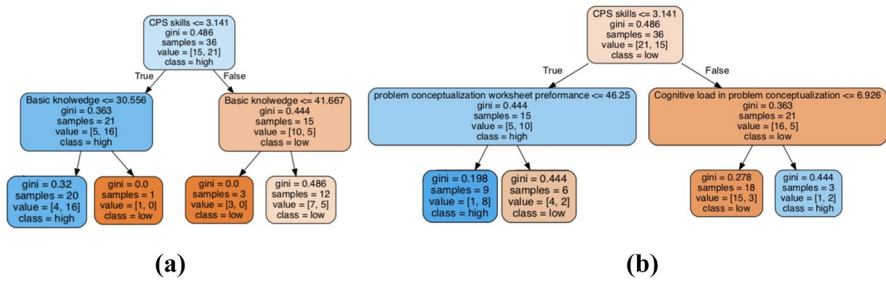 CPS skills <= 3.141
gini = 0.486
samples = 36
value = [15, 21]
class = high
True
False
Basic knolwedge <= 30.556
gini = 0.363
samples = 21
value = [5, 16]
class = high
Basic knolwedge <= 41.667
gini = 0.444
samples = 15
value = [10, 5]
class = low
gini = 0.32
samples = 20
value = [4, 16]
class = high
gini = 0.0
samples = 1
value = [1, 0]
class = low
gini = 0.0
samples = 3
value = [3, 0]
class = low
gini = 0.486
samples = 12
value = [7, 5]
class = low
(a)
CPS skills <= 3.141
gini = 0.486
samples = 36
value = [21, 15]
class = low
True
False
problem conceptualization worksheet preformance <= 46.25
gini = 0.444
samples = 15
value = [5, 10]
class = high
Cognitive load in problem conceptualization <= 6.926
gini = 0.363
samples = 21
value = [16, 5]
class = low
gini = 0.198
samples = 9
value = [1, 8]
class = high
gini = 0.444
samples = 6
value = [4, 2]
class = low
gini = 0.278
samples = 18
value = [15, 3]
class = low
gini = 0.444
samples = 3
value = [1, 2]
class = high
(b)